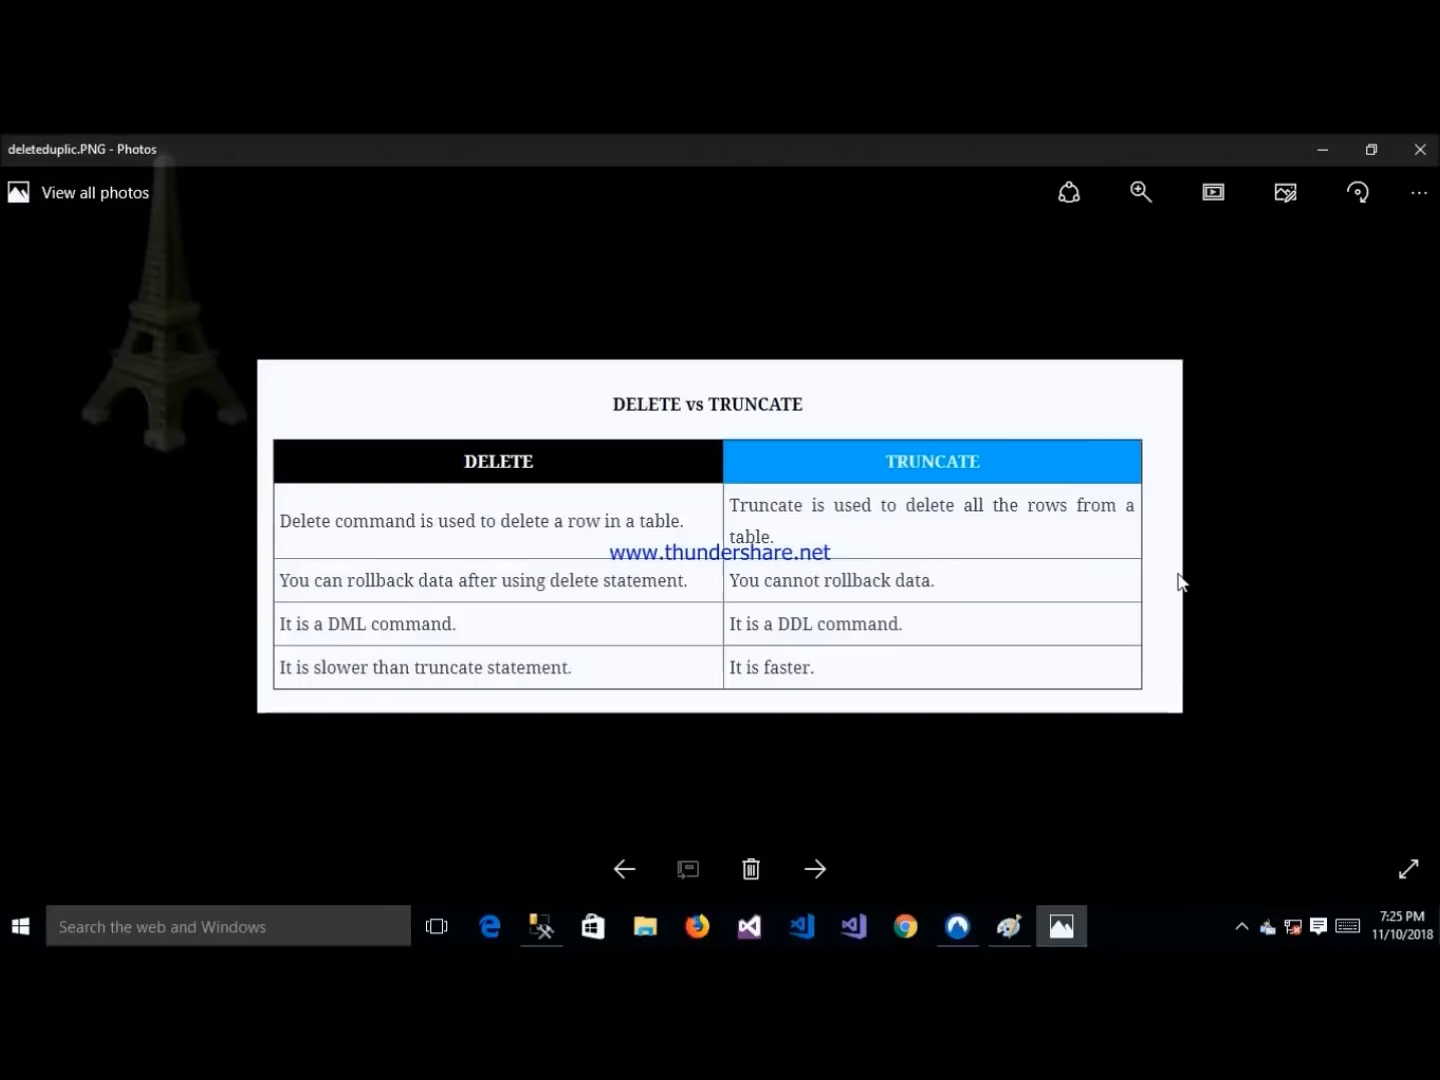 deleteduplic.PNG - Photos
View all photos
DELETE vs TRUNCATE
DELETE
TRUNCATE
Delete command is used to delete a row in a table.
Truncate is used to delete all the rows from a
table.
www.thundershare.net
You can rollback data after using delete statement.
You cannot rollback data.
It is a DML command.
It is a DDL command.
It is slower than truncate statement.
It is faster.
Search the web and Windows
7:25 PM
11/10/2018